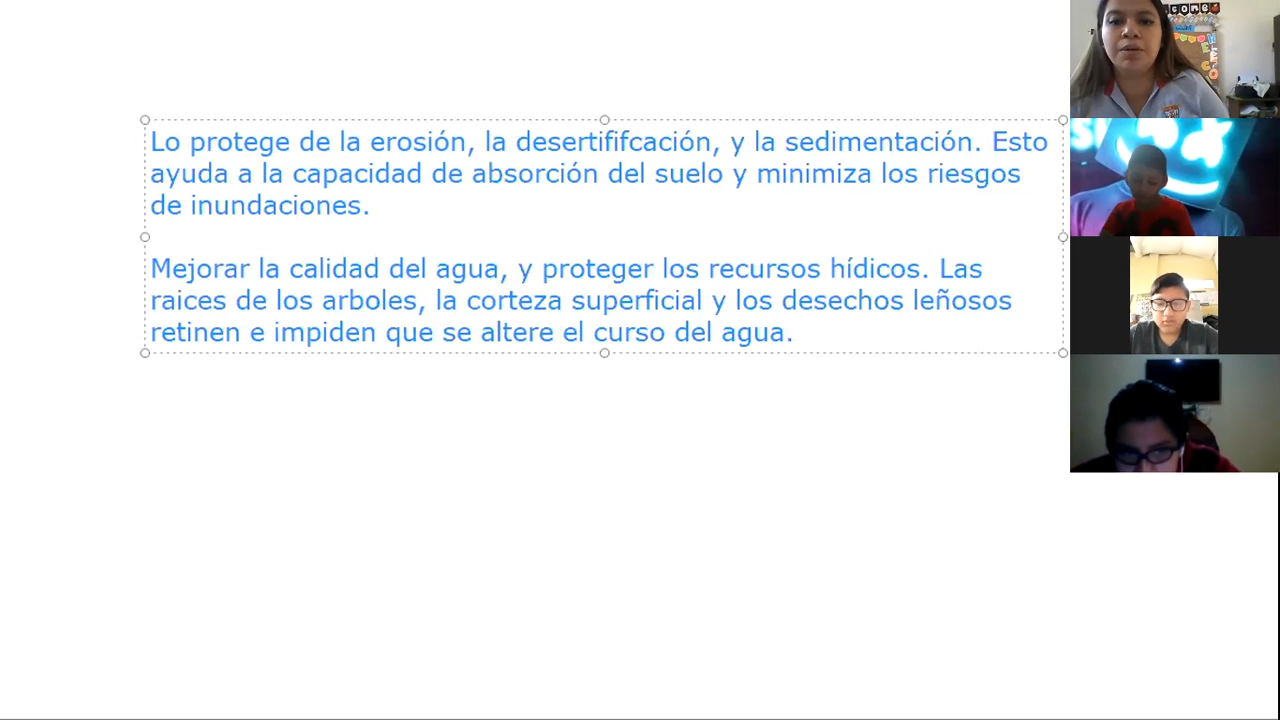 Lo protege de la erosión, la desertififcación, y la sedimentación. Esto
ayuda a la capacidad de absorción del suelo y minimiza los riesgos
de inundaciones.
Mejorar la calidad del agua, y proteger los recursos hídicos. Las
raices de los arboles, la corteza superficial y los desechos leñosos
retinen e impiden que se altere el curso del agua.